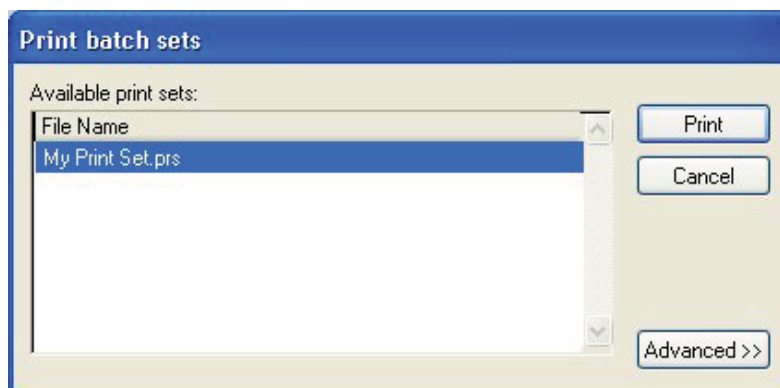 Print batch sets
Available print sets:
File Name
My Print Set.prs
Print
Cancel
Advanced >>